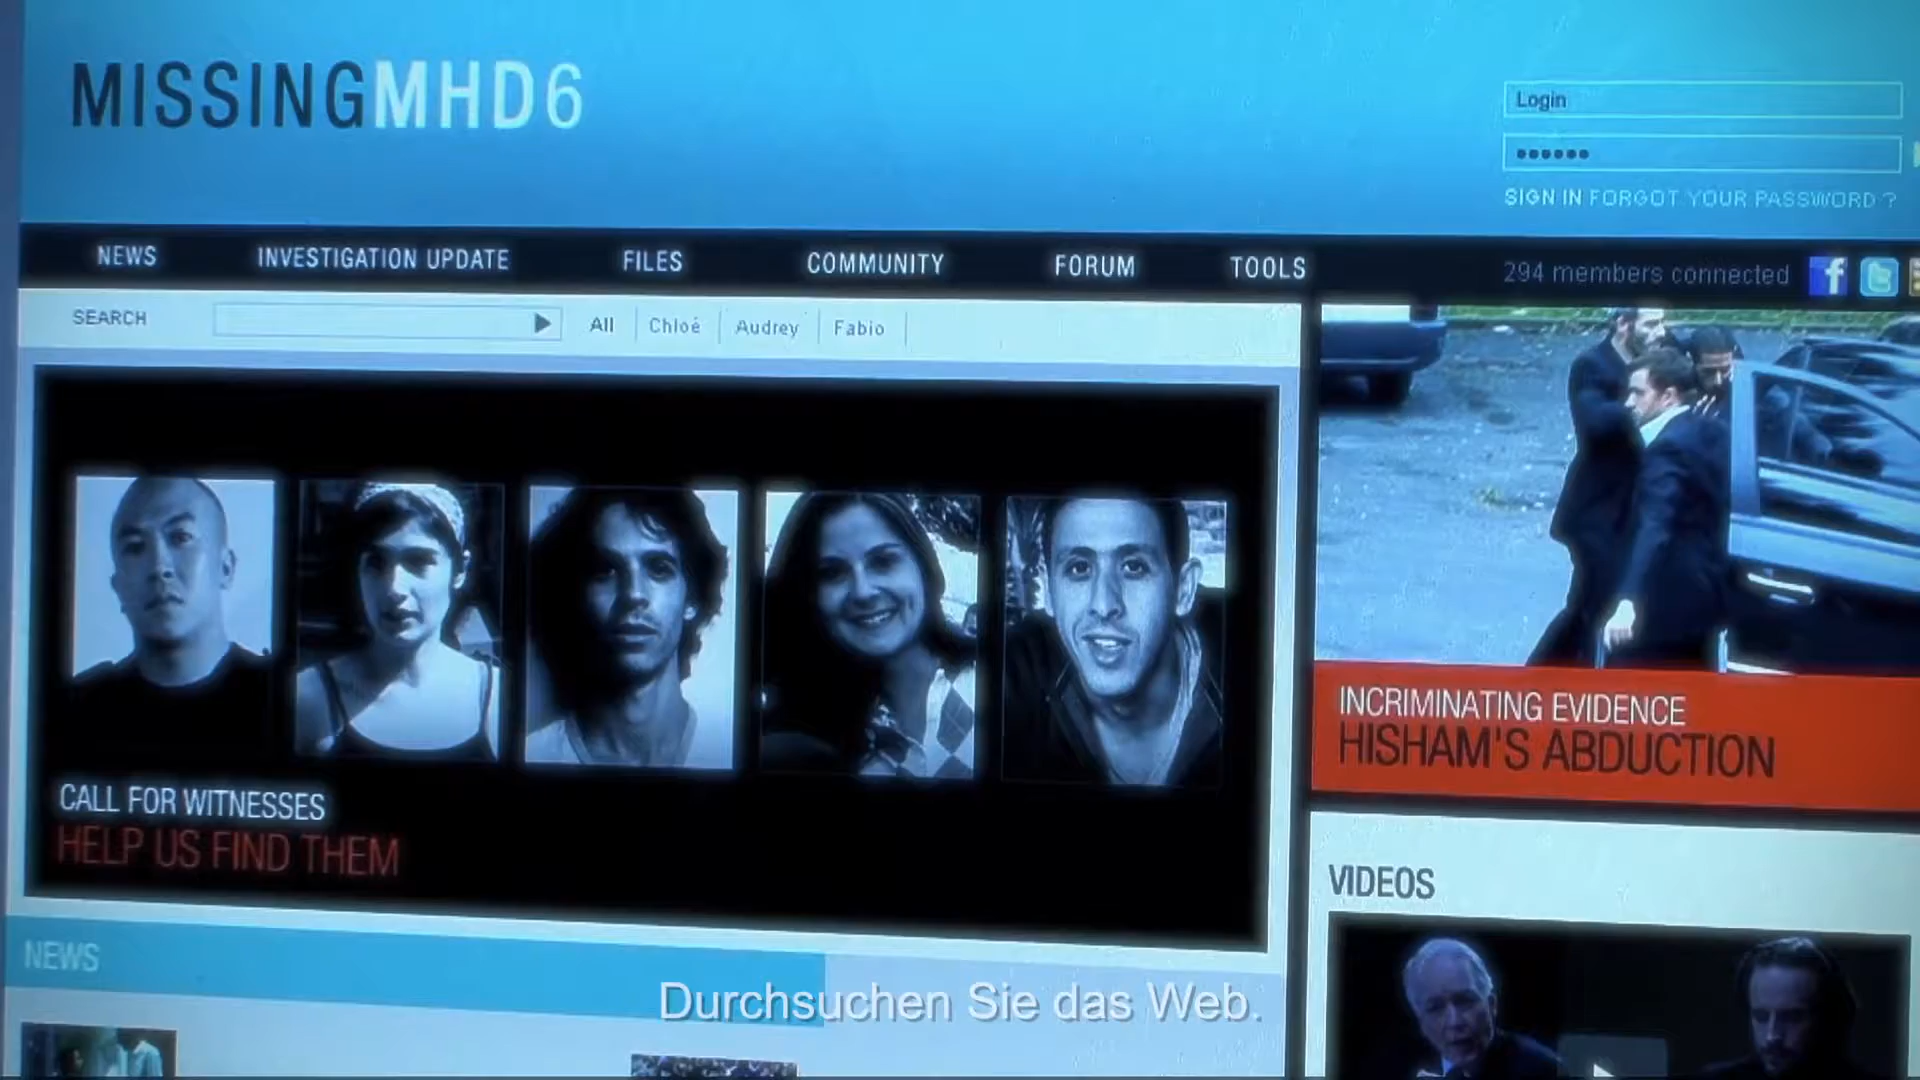 MISSINGMHD6
Login
••••••
SIGN IN FORGOT YOUR PASSWORD ?
NEWS INVESTIGATION UPDATE FILES COMMUNITY FORUM TOOLS
294 members connected
SEARCH All Chloé Audrey Fabio
CALL FOR WITNESSES
HELP US FIND THEM
INCRIMINATING EVIDENCE
HISHAM'S ABDUCTION
VIDEOS
NEWS
Durchsuchen Sie das Web.